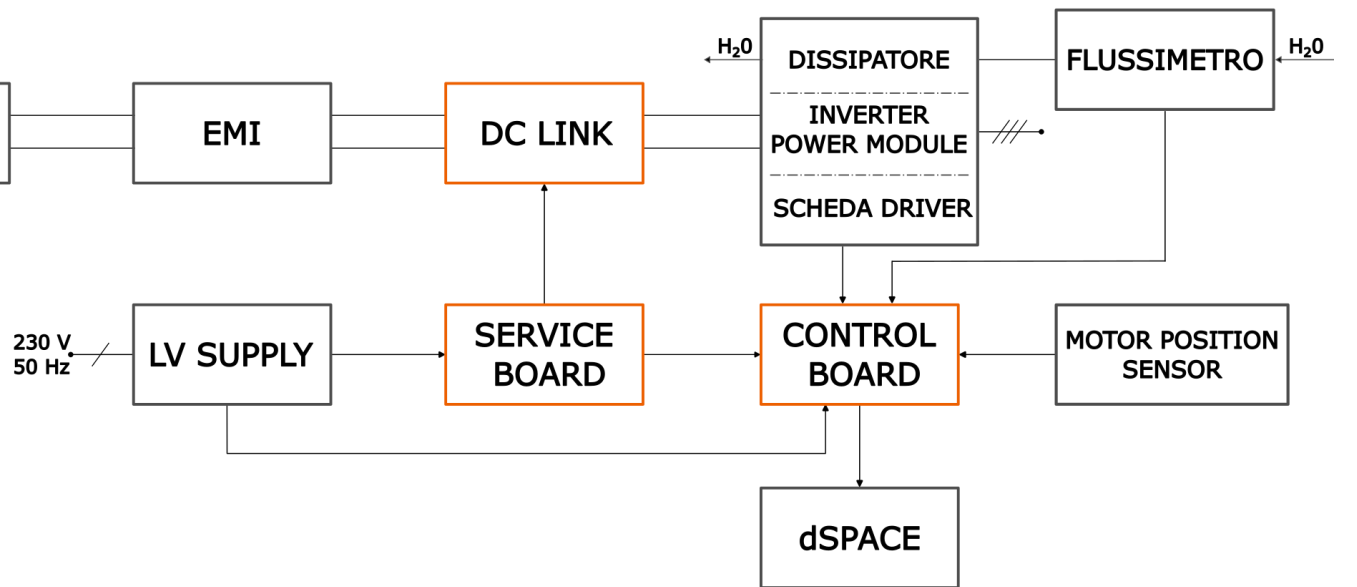 H₂0
DISSIPATORE
FLUSSIMETRO
H₂0
EMI
DC LINK
INVERTER
POWER MODULE
SCHEDA DRIVER
230 V
50 Hz
LV SUPPLY
SERVICE
BOARD
CONTROL
BOARD
MOTOR POSITION
SENSOR
dSPACE